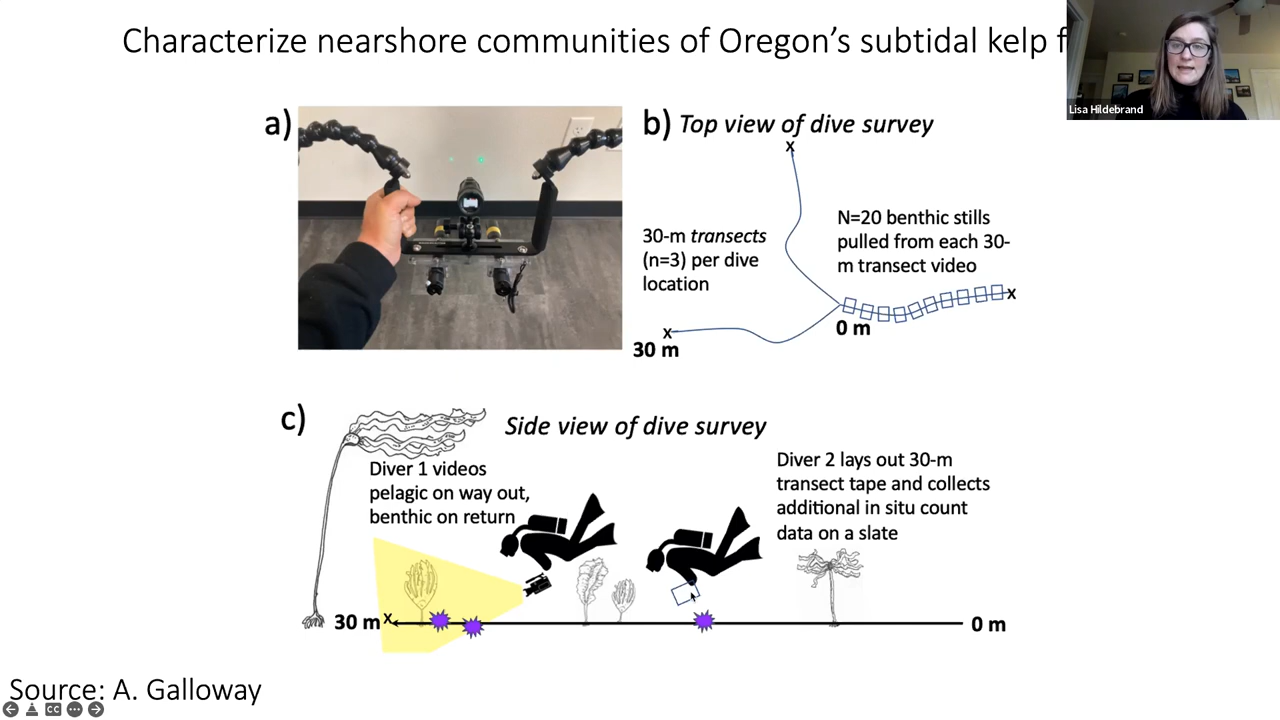 Characterize nearshore communities of Oregon's subtidal kelp f
Lisa Hildebrand
a)
b) Top view of dive survey
x
30-m transects
(n=3) per dive
location
N=20 benthic stills
pulled from each 30-
m transect video
x
0 m
x
30 m
c)
Side view of dive survey
Diver 1 videos
pelagic on way out,
benthic on return
Diver 2 lays out 30-m
transect tape and collects
additional in situ count
data on a slate
30 m x
0 m
Source: A. Galloway
CC